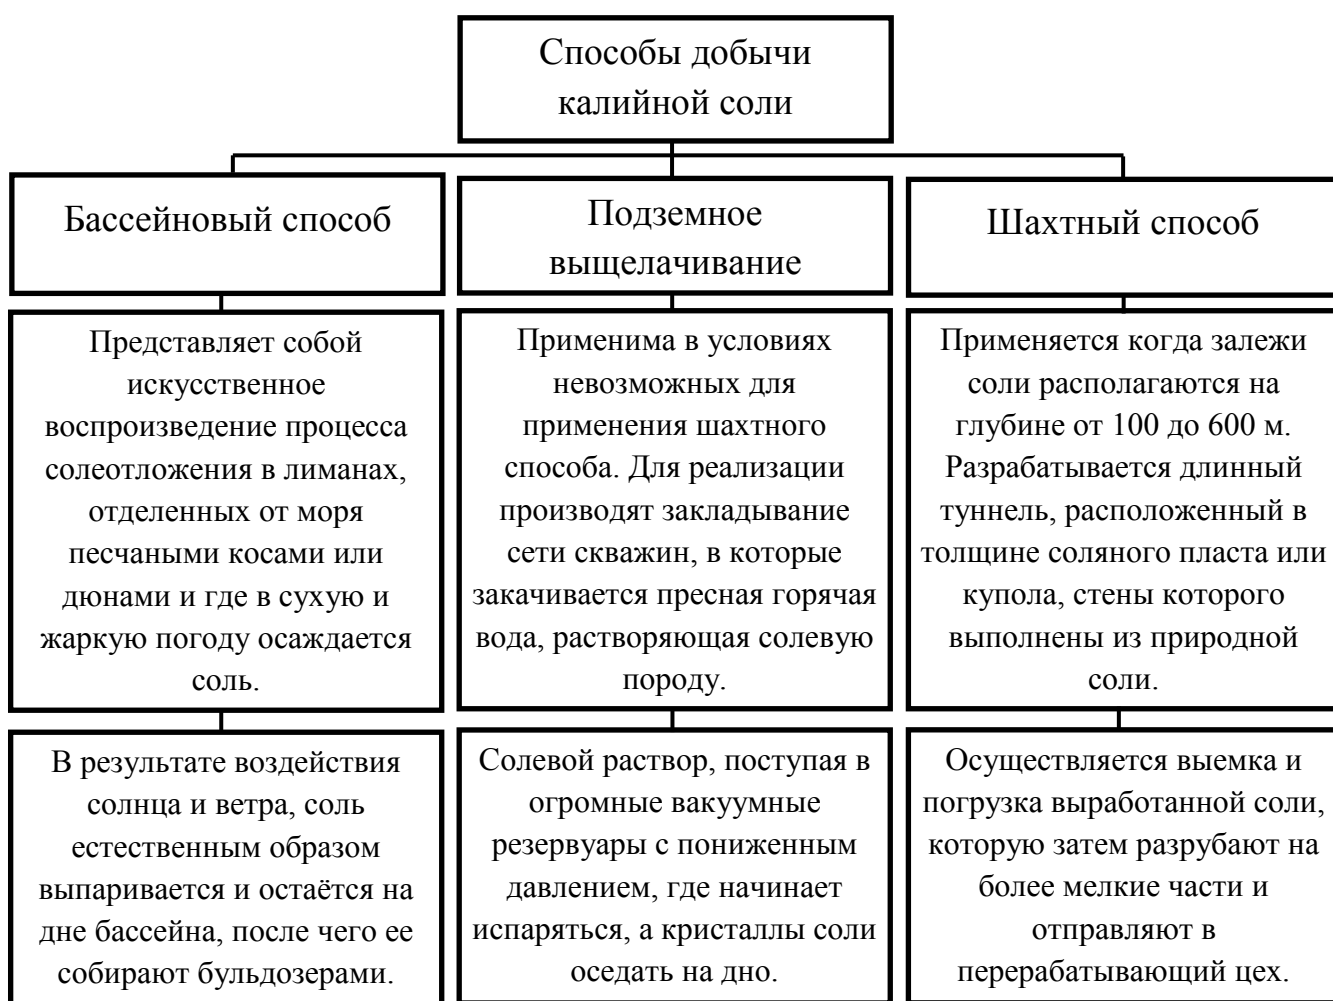 Способы добычи
калийной соли
Бассейновый способ
Подземное
выщелачивание
Шахтный способ
Представляет собой
искусственное
воспроизведение процесса
солеотложения в лиманах,
отделенных от моря
песчаными косами или
дюнами и где в сухую и
жаркую погоду осаждается
соль.
Применима в условиях
невозможных для
применения шахтного
способа. Для реализации
производят закладывание
сети скважин, в которые
закачивается пресная горячая
вода, растворяющая солевую
породу.
Применяется когда залежи
соли располагаются на
глубине от 100 до 600 м.
Разрабатывается длинный
туннель, расположенный в
толщине соляного пласта или
купола, стены которого
выполнены из природной
соли.
В результате воздействия
солнца и ветра, соль
естественным образом
выпаривается и остаётся на
дне бассейна, после чего ее
собирают бульдозерами.
Солевой раствор, поступая в
огромные вакуумные
резервуары с пониженным
давлением, где начинает
испаряться, а кристаллы соли
оседать на дно.
Осуществляется выемка и
погрузка выработанной соли,
которую затем разрубают на
более мелкие части и
отправляют в
перерабатывающий цех.